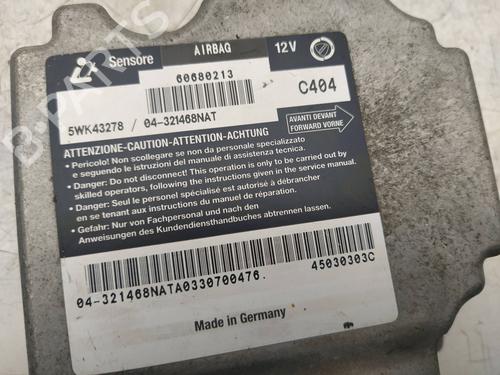 Sensore AIRBAG 12V
60680213
C404
5WK43278 / 04-321468NAT
AVANTI DEVANT
FORWARD VORNE
ATTENZIONE-CAUTION-ATTENTION-ACHTUNG
• Pericolo! Non scollegare se non da personale specializzato
e seguendo le istruzioni del manuale di assistenza tecnica.
• Danger: Do not disconnect! This operation is only to be carried out by
skilled operators, following the instructions given in the service manual.
• Danger: Seul le personel spécialisé est autorisé à débrancher
en se tenant aux instructions du manuel de réparation.
• Gefahr: Nur von Fachpersonal und nach den
Anweisungen des Kundendiensthandbuches abtrennen lassen.
04-321468NATA0330700476. 45030303C
Made in Germany
B-PARTS